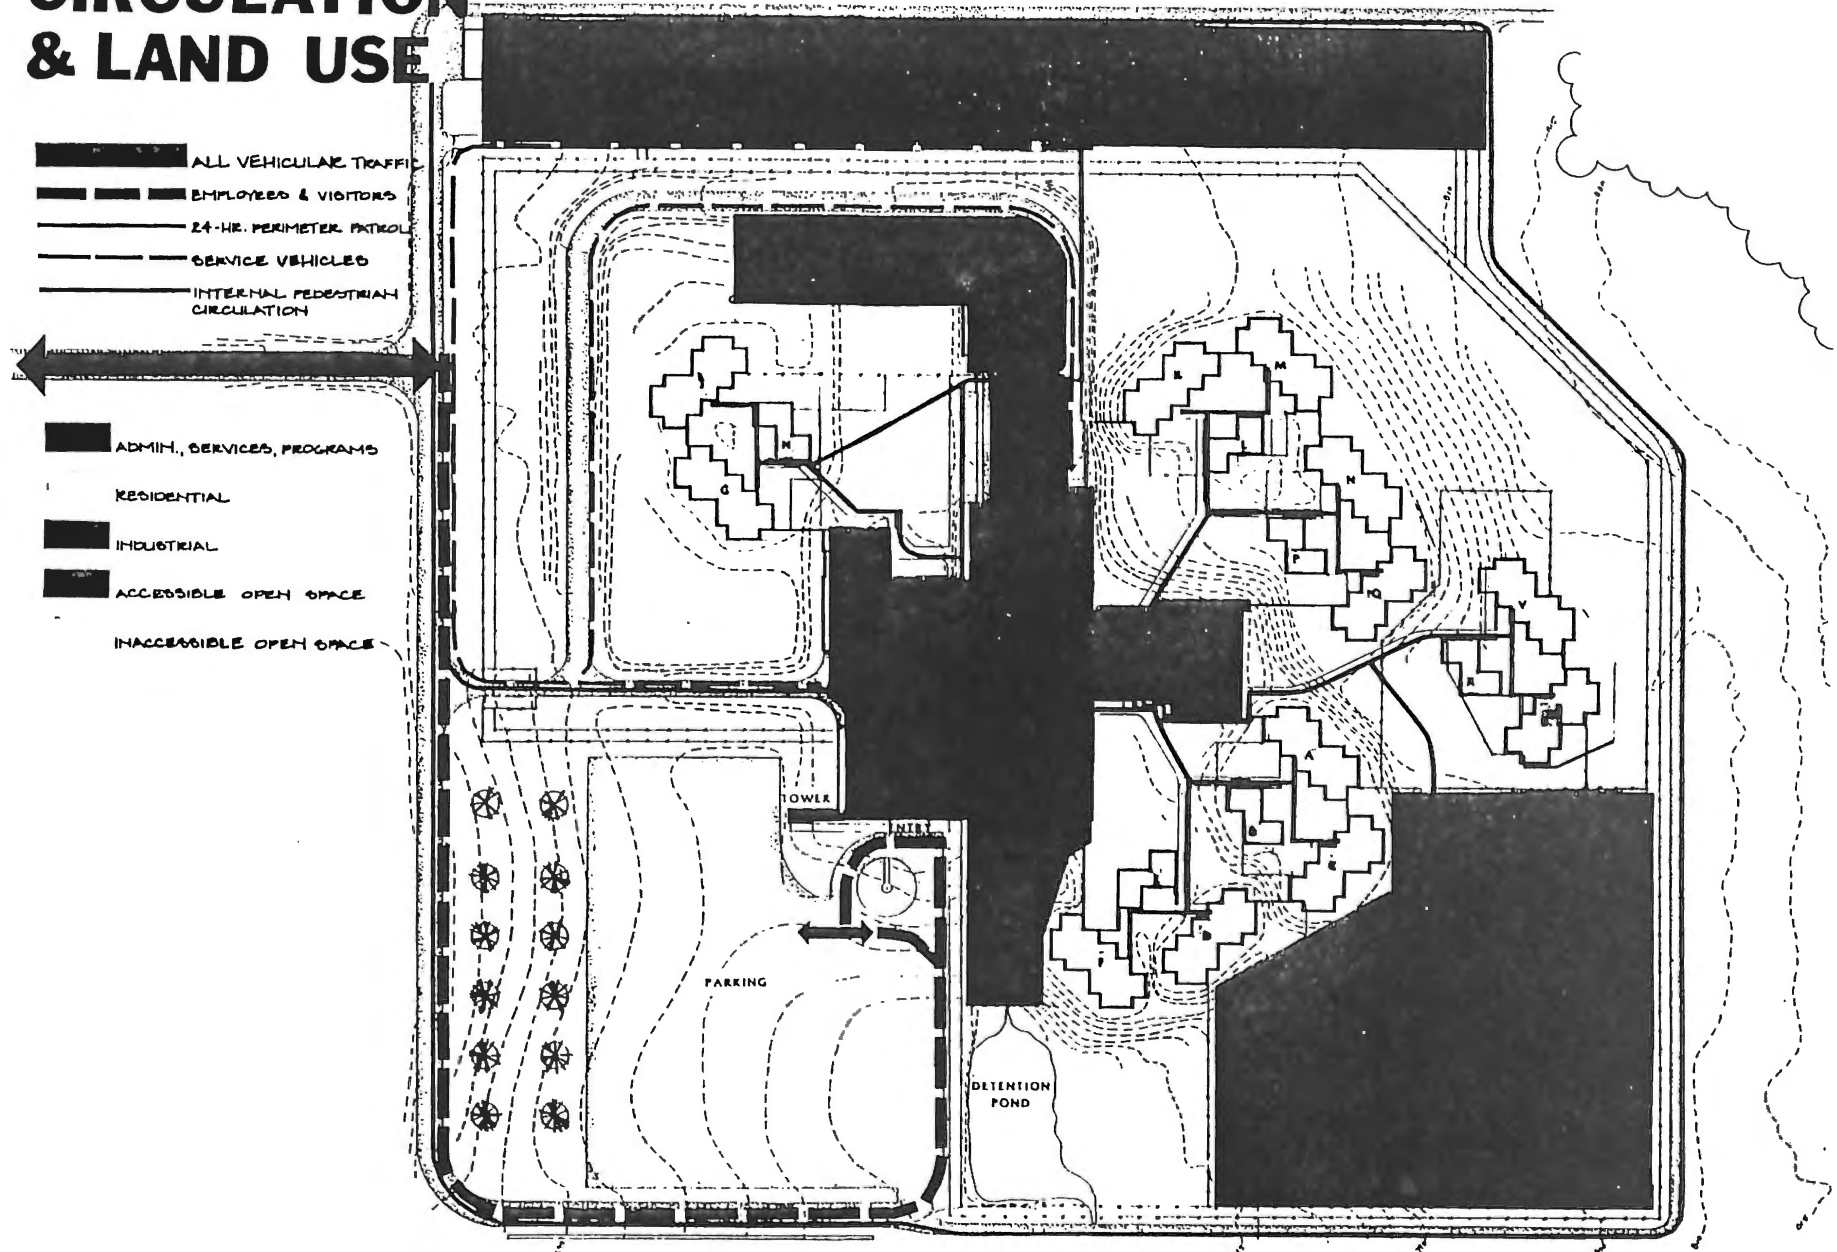 CIRCULATION
& LAND USE
ALL VEHICULAR TRAFFIC
EMPLOYEES & VISITORS
24-HR. PERIMETER PATROL
SERVICE VEHICLES
INTERNAL PEDESTRIAN
CIRCULATION
ADMIN., SERVICES, PROGRAMS
RESIDENTIAL
INDUSTRIAL
ACCESSIBLE OPEN SPACE
INACCESSIBLE OPEN SPACE
M
K
J
L
H
N
G
P
Q
V
A
TOWER
ENTRY
B
F
PARKING
DETENTION
POND